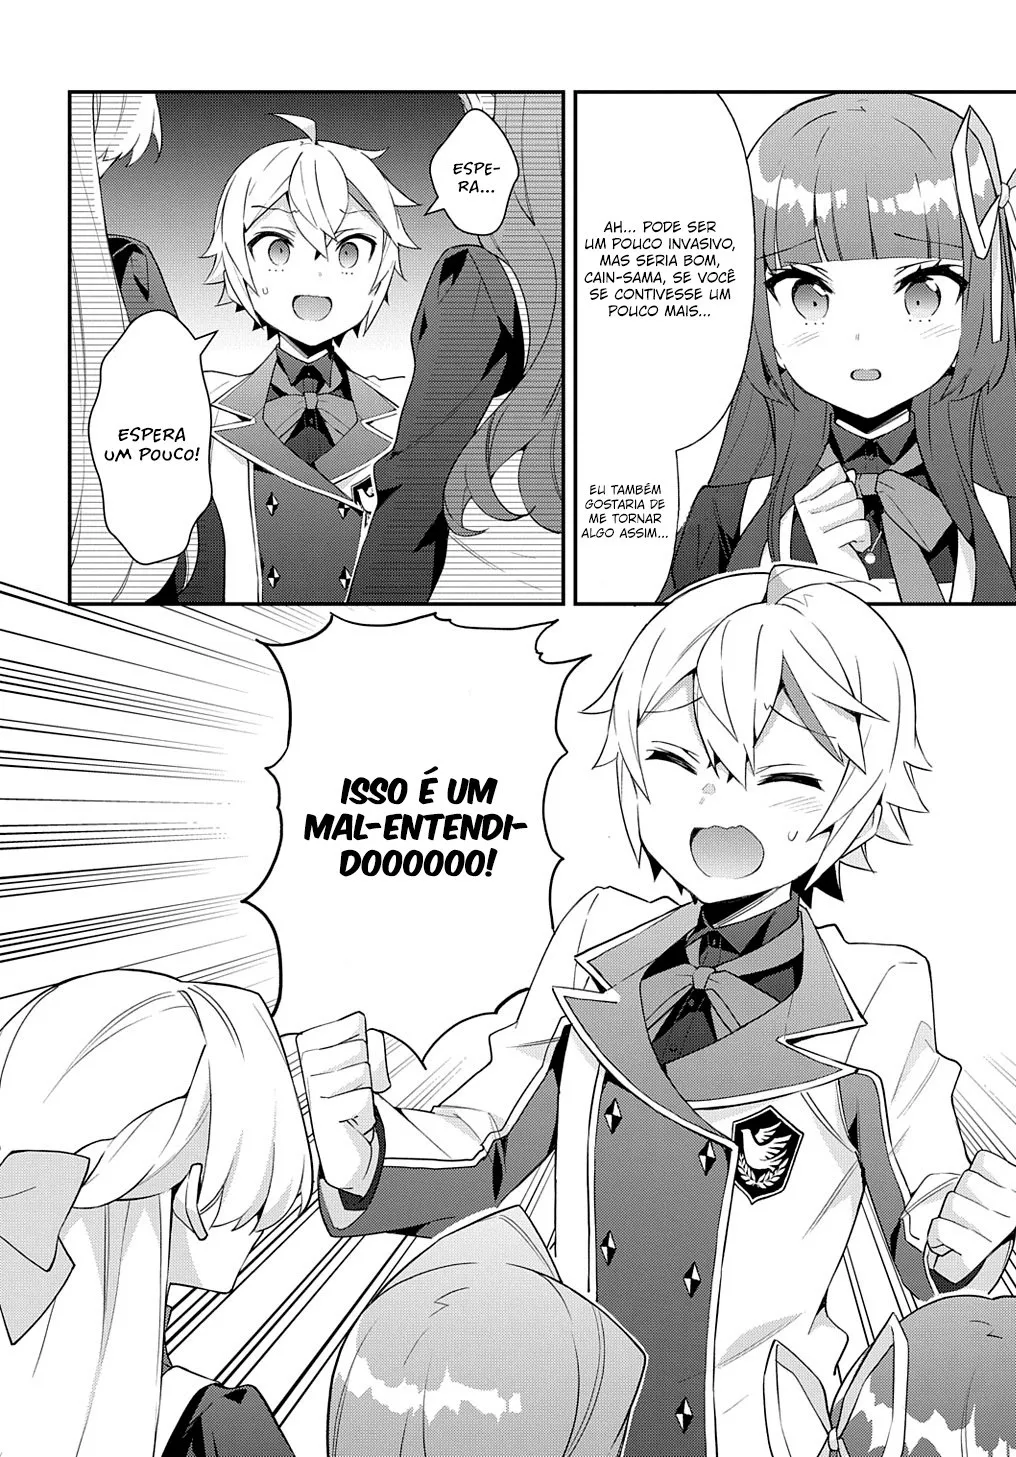 AH... PODE SER
UM POUCO INVASIVO,
MAS SERIA BOM,
CAIN-SAMA, SE VOCÊ
SE CONTIVESSE UM
POUCO MAIS...
EU TAMBÉM
GOSTARIA DE
ME TORNAR
ALGO ASSIM...
ESPE-
RA...
ESPERA
UM POUCO!
ISSO É UM
MAL-ENTENDI-
DOOOOOO!